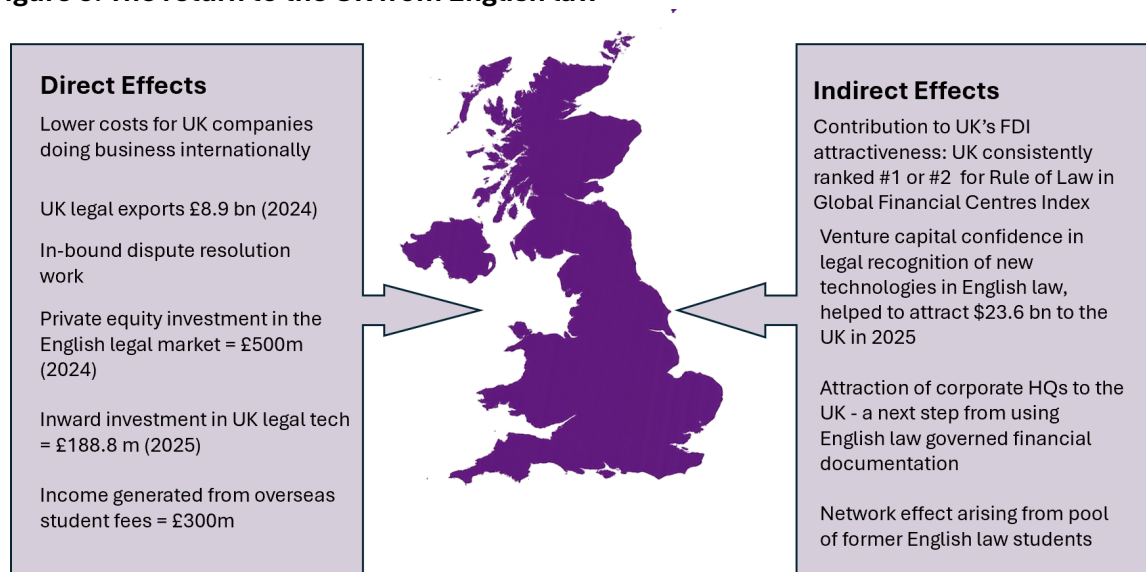 Direct Effects
Lower costs for UK companies
doing business internationally
UK legal exports £8.9 bn (2024)
In-bound dispute resolution
work
Private equity investment in the
English legal market = £500m
(2024)
Inward investment in UK legal tech
= £188.8 m (2025)
Income generated from overseas
student fees = £300m
Indirect Effects
Contribution to UK’s FDI
attractiveness: UK consistently
ranked #1 or #2 for Rule of Law in
Global Financial Centres Index
Venture capital confidence in
legal recognition of new
technologies in English law,
helped to attract $23.6 bn to the
UK in 2025
Attraction of corporate HQs to the
UK - a next step from using
English law governed financial
documentation
Network effect arising from pool
of former English law students